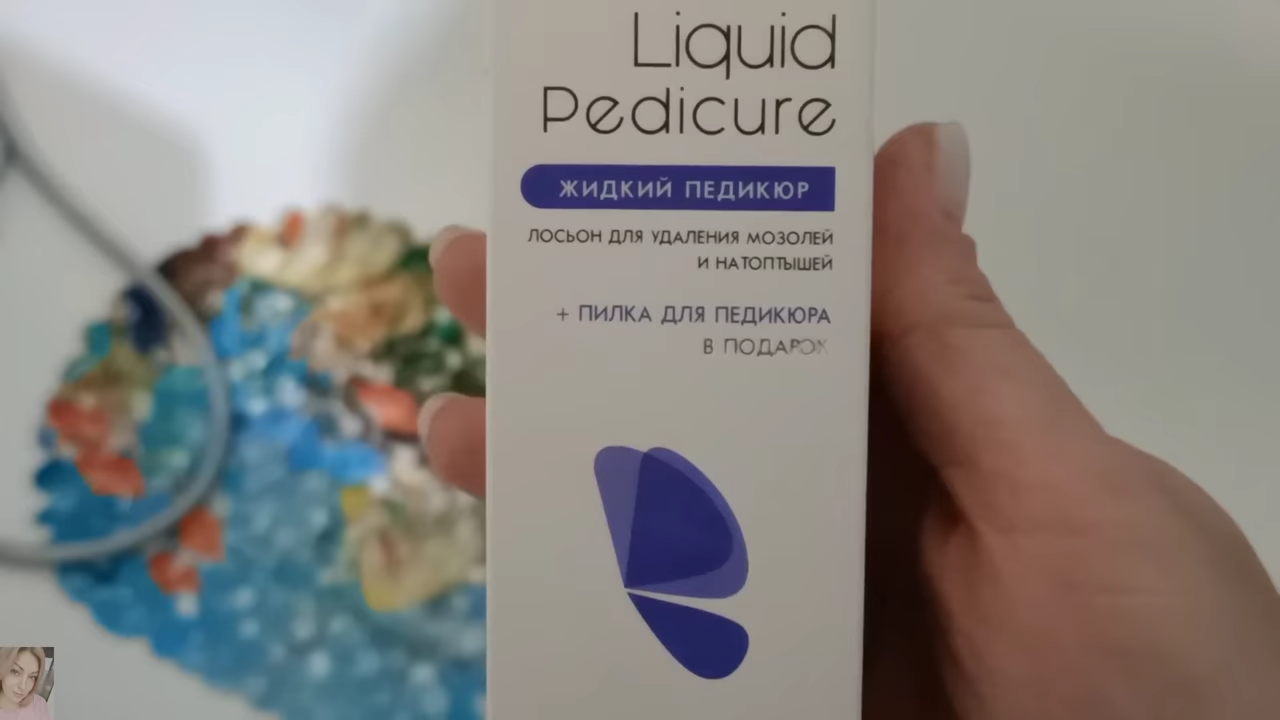 Liquid
Pedicure
ЖИДКИЙ ПЕДИКЮР
ЛОСЬОН ДЛЯ УДАЛЕНИЯ МОЗОЛЕЙ
И НАТОПТЫШЕЙ
+ ПИЛКА ДЛЯ ПЕДИКЮРА
В ПОДАРОК